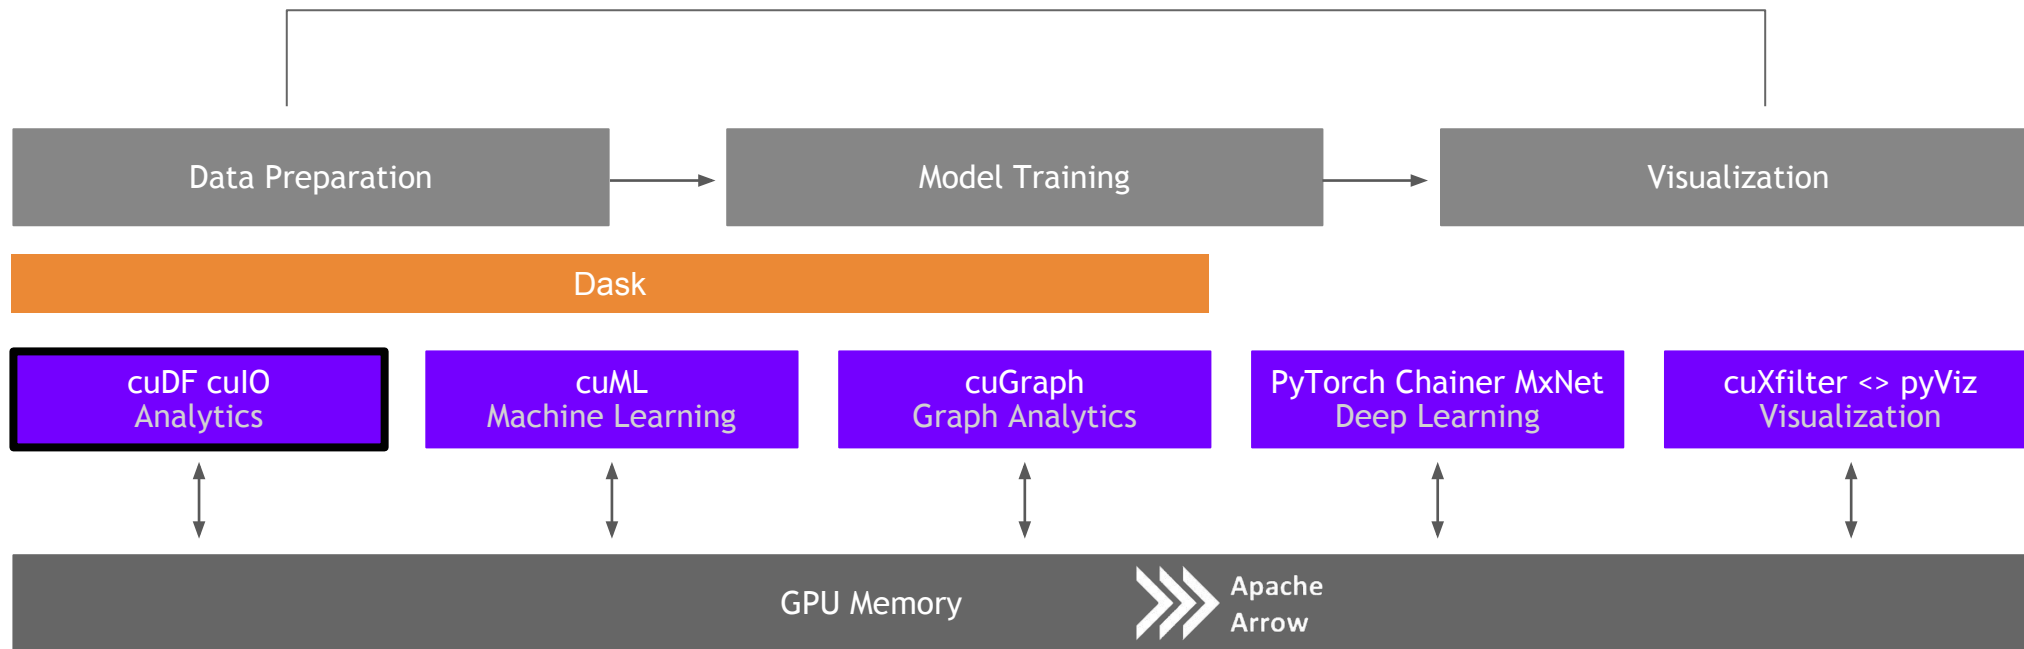 Data Preparation
Model Training
Visualization
Dask
cuDF cuIO
Analytics
cuML
Machine Learning
cuGraph
Graph Analytics
PyTorch Chainer MxNet
Deep Learning
cuXfilter <> pyViz
Visualization
GPU Memory
Apache
Arrow